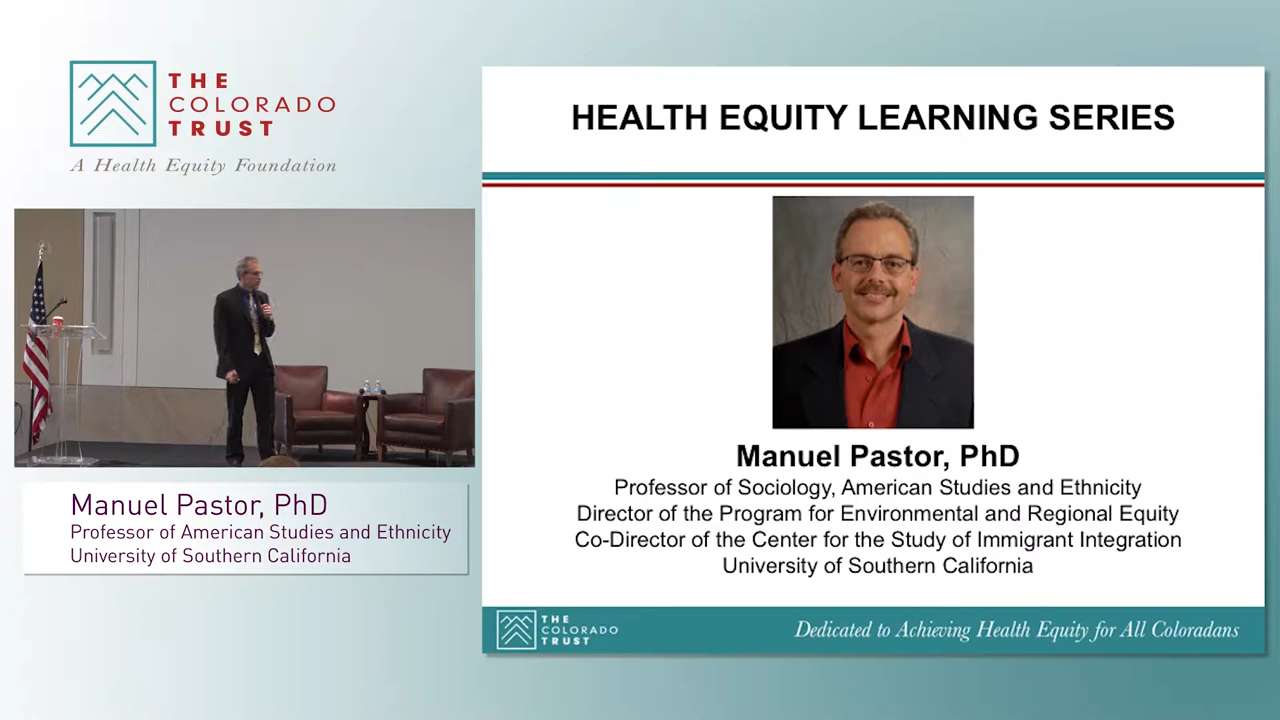 THE
COLORADO
TRUST
A Health Equity Foundation
Manuel Pastor, PhD
Professor of American Studies and Ethnicity
University of Southern California
HEALTH EQUITY LEARNING SERIES
Manuel Pastor, PhD
Professor of Sociology, American Studies and Ethnicity
Director of the Program for Environmental and Regional Equity
Co-Director of the Center for the Study of Immigrant Integration
University of Southern California
THE
COLORADO
TRUST
Dedicated to Achieving Health Equity for All Coloradans